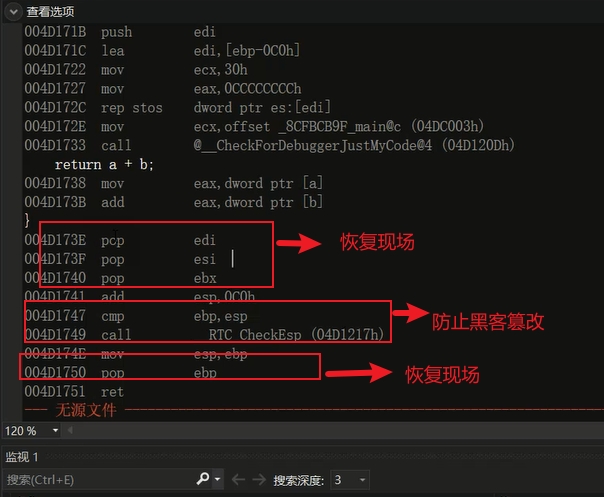 查看选项
004D171B push edi
004D171C lea edi,[ebp-0C0h]
004D1722 mov ecx,30h
004D1727 mov eax,0CCCCCCCCh
004D172C rep stos dword ptr es:[edi]
004D172E mov ecx,offset _8CFBCB9F_main@c (04DC003h)
004D1733 call @__CheckForDebuggerJustMyCode@4 (04D120Dh)
return a + b;
004D1738 mov eax,dword ptr [a]
004D173B add eax,dword ptr [b]
}
004D173E pop edi
恢复现场
004D173F pop esi
004D1740 pop ebx
004D1741 add esp,0C0h
004D1747 cmp ebp,esp
防止黑客篡改
004D1749 call __RTC_CheckEsp (04D1217h)
004D174E mov esp,ebp
004D1750 pop ebp
恢复现场
004D1751 ret
--- 无源文件 ---
120 %
监视 1
搜索(Ctrl+E) 搜索深度: 3